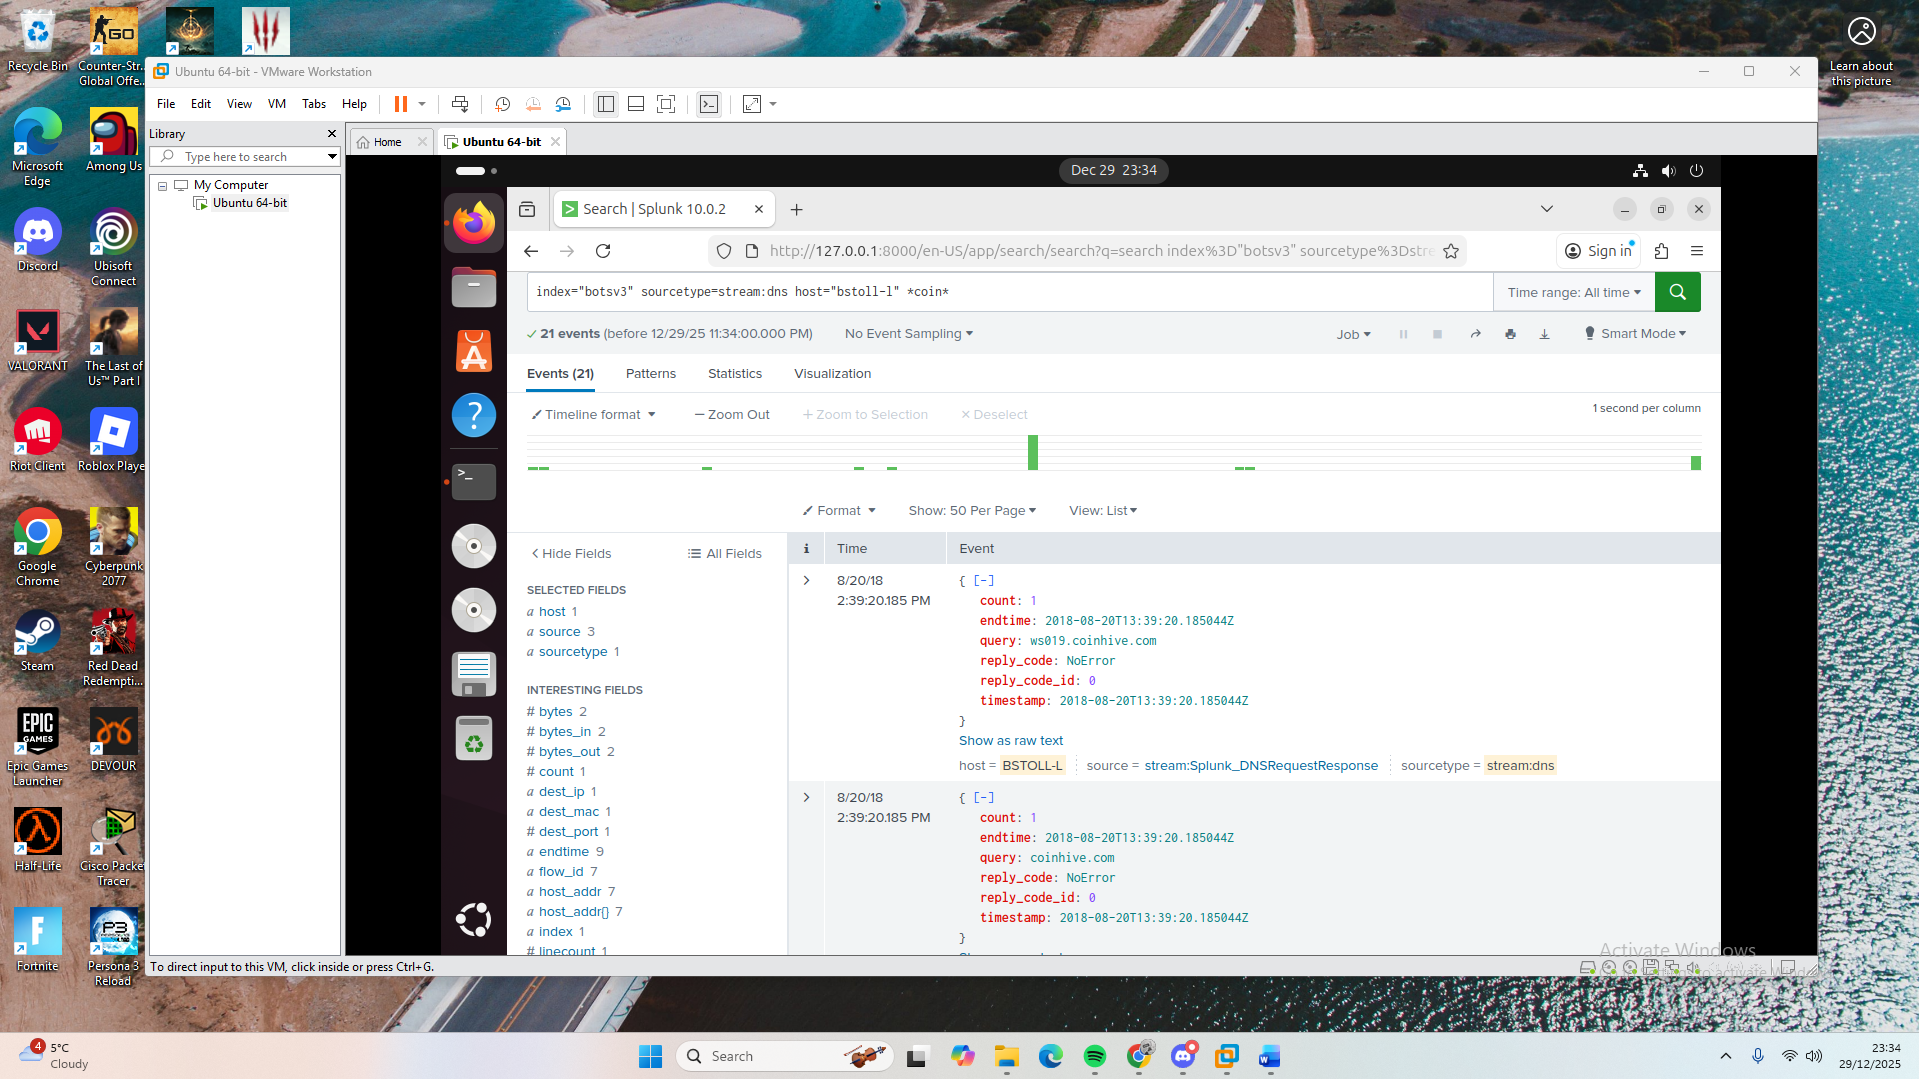 Recycle Bin
Counter-Str...
Global Offe...
Learn about
this picture
Ubuntu 64-bit - VMware Workstation
File Edit View VM Tabs Help
Library
Type here to search
My Computer
Ubuntu 64-bit
Home
Ubuntu 64-bit
Dec 29 23:34
Search | Splunk 10.0.2
http://127.0.0.1:8000/en-US/app/search/search?q=search index%3D"botsv3" sourcetype%3Dstre
Sign in
index="botsv3" sourcetype=stream:dns host="bstoll-l" *coin*
Time range: All time
21 events (before 12/29/25 11:34:00.000 PM)
No Event Sampling
Job
Smart Mode
Events (21)
Patterns
Statistics
Visualization
Timeline format
Zoom Out
+ Zoom to Selection
× Deselect
1 second per column
Format
Show: 50 Per Page
View: List
Hide Fields
All Fields
SELECTED FIELDS
a host 1
a source 3
a sourcetype 1
INTERESTING FIELDS
# bytes 2
# bytes_in 2
# bytes_out 2
# count 1
a dest_ip 1
a dest_mac 1
# dest_port 1
a endtime 9
a flow_id 7
a host_addr 7
a host_addr{} 7
a index 1
# linecount 1
i Time Event
8/20/18
2:39:20.185 PM
{ [-]
count: 1
endtime: 2018-08-20T13:39:20.185044Z
query: ws019.coinhive.com
reply_code: NoError
reply_code_id: 0
timestamp: 2018-08-20T13:39:20.185044Z
}
Show as raw text
host = BSTOLL-L source = stream:Splunk_DNSRequestResponse sourcetype = stream:dns
8/20/18
2:39:20.185 PM
{ [-]
count: 1
endtime: 2018-08-20T13:39:20.185044Z
query: coinhive.com
reply_code: NoError
reply_code_id: 0
timestamp: 2018-08-20T13:39:20.185044Z
}
Activate Windows
To direct input to this VM, click inside or press Ctrl+G.
Microsoft
Edge
Among Us
Discord
Ubisoft
Connect
VALORANT
The Last of
Us™ Part I
Riot Client
Roblox Playe
Google
Chrome
Cyberpunk
2077
Steam
Red Dead
Redempti...
EPIC
GAMES
Epic Games
Launcher
DEVOUR
Half-Life
Cisco Packet
Tracer
Fortnite
Persona 3
Reload
4
5°C
Cloudy
Search
23:34
29/12/2025